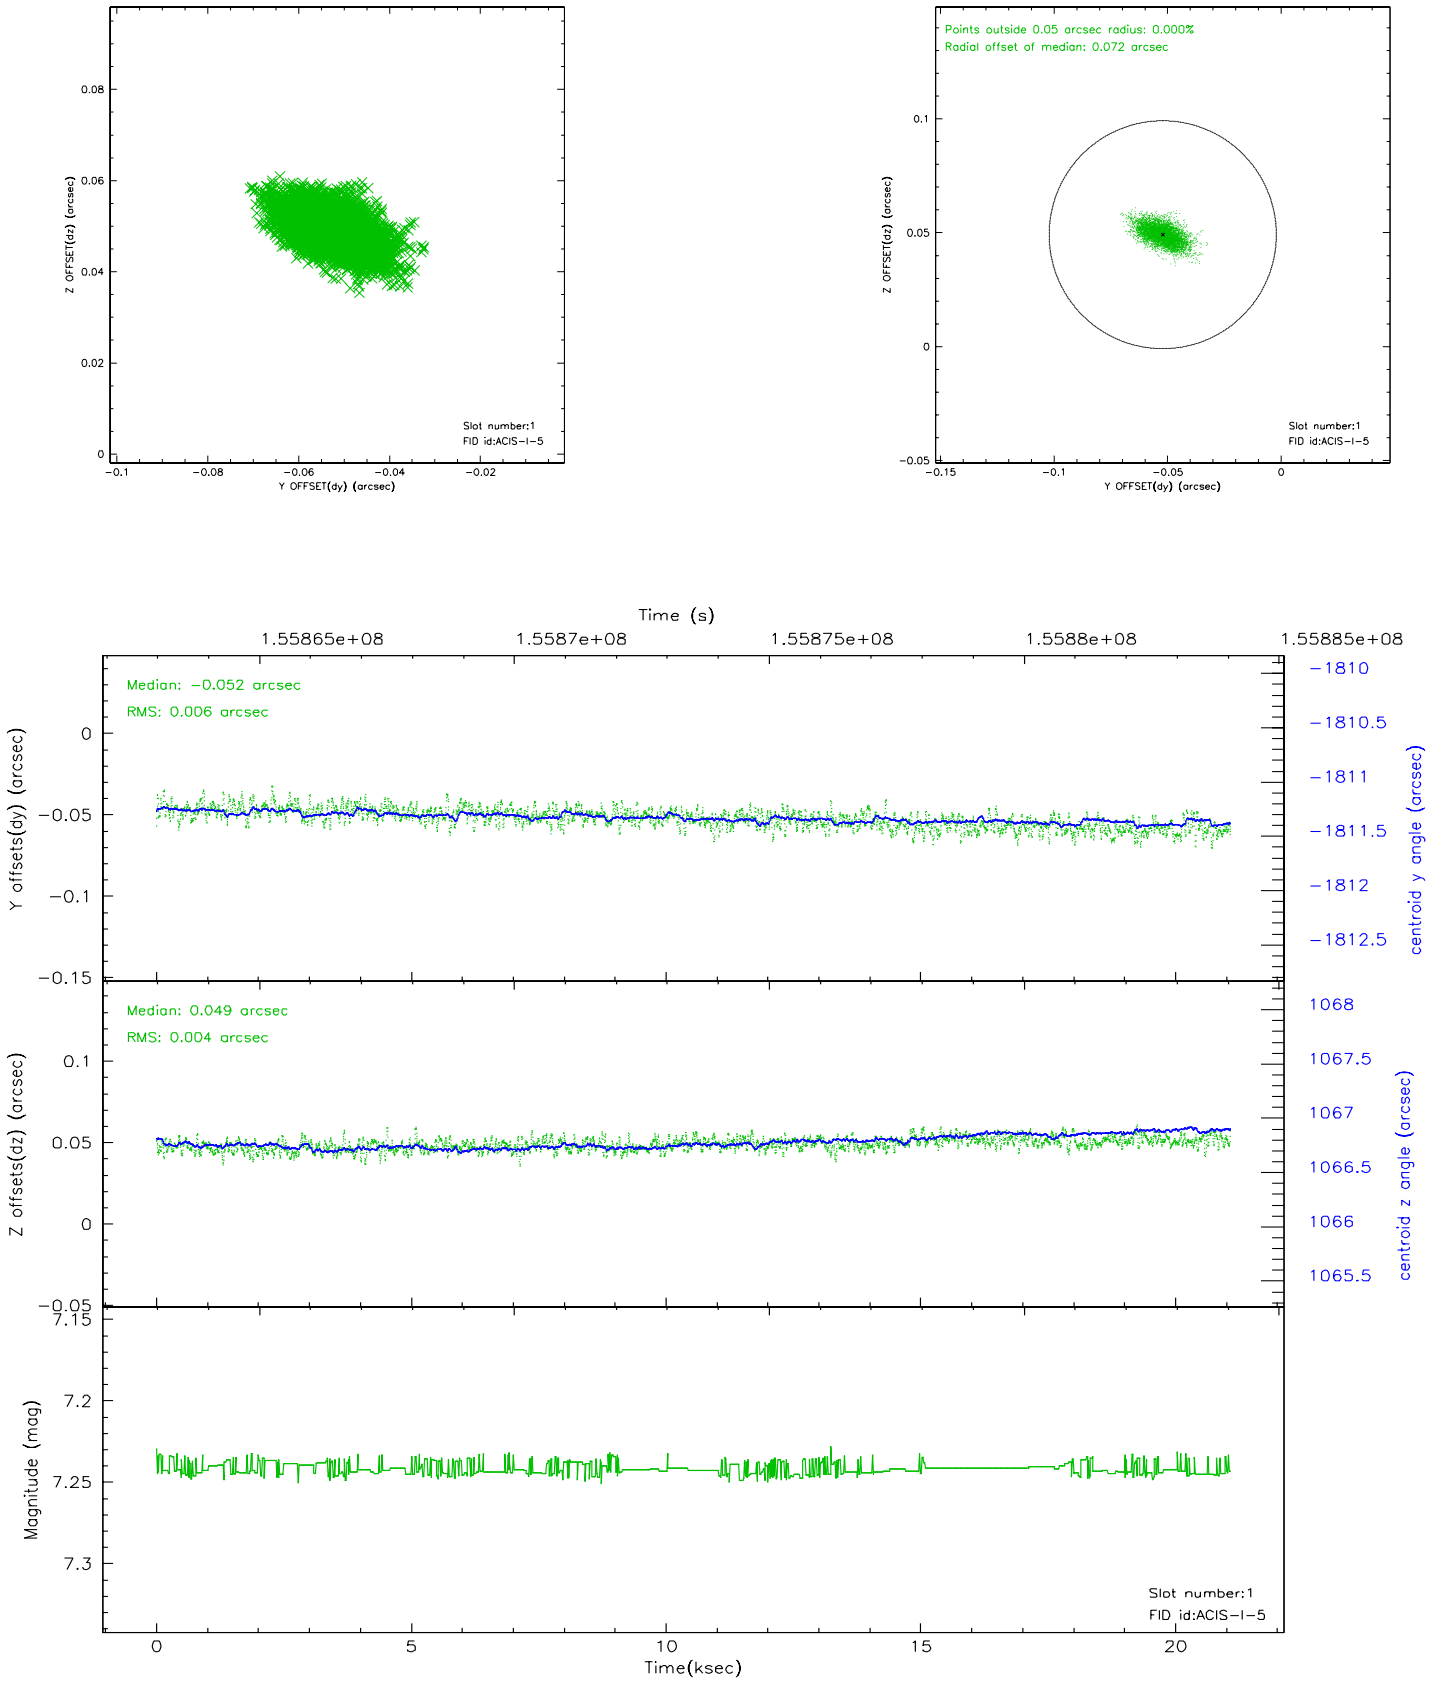 0.08
0.06
0.04
0.02
0
Z OFFSET(dz) (arcsec)
Slot number:1
FID id:ACIS-I-5
-0.1
-0.08
-0.06
-0.04
-0.02
Y OFFSET(dy) (arcsec)
Points outside 0.05 arcsec radius: 0.000%
Radial offset of median: 0.072 arcsec
0.1
0.05
0
-0.05
Z OFFSET(dz) (arcsec)
Slot number:1
FID id:ACIS-I-5
-0.15
-0.1
-0.05
0
Y OFFSET(dy) (arcsec)
Time (s)
1.55865e+08
1.5587e+08
1.55875e+08
1.5588e+08
1.55885e+08
Median: -0.052 arcsec
RMS: 0.006 arcsec
0
-0.05
-0.1
-0.15
Y offsets(dy) (arcsec)
-1810
-1810.5
-1811
-1811.5
-1812
-1812.5
centroid y angle (arcsec)
Median: 0.049 arcsec
RMS: 0.004 arcsec
0.1
0.05
0
-0.05
Z offsets(dz) (arcsec)
1068
1067.5
1067
1066.5
1066
1065.5
centroid z angle (arcsec)
7.15
7.2
7.25
7.3
Magnitude (mag)
Slot number:1
FID id:ACIS-I-5
0
5
10
15
20
Time(ksec)